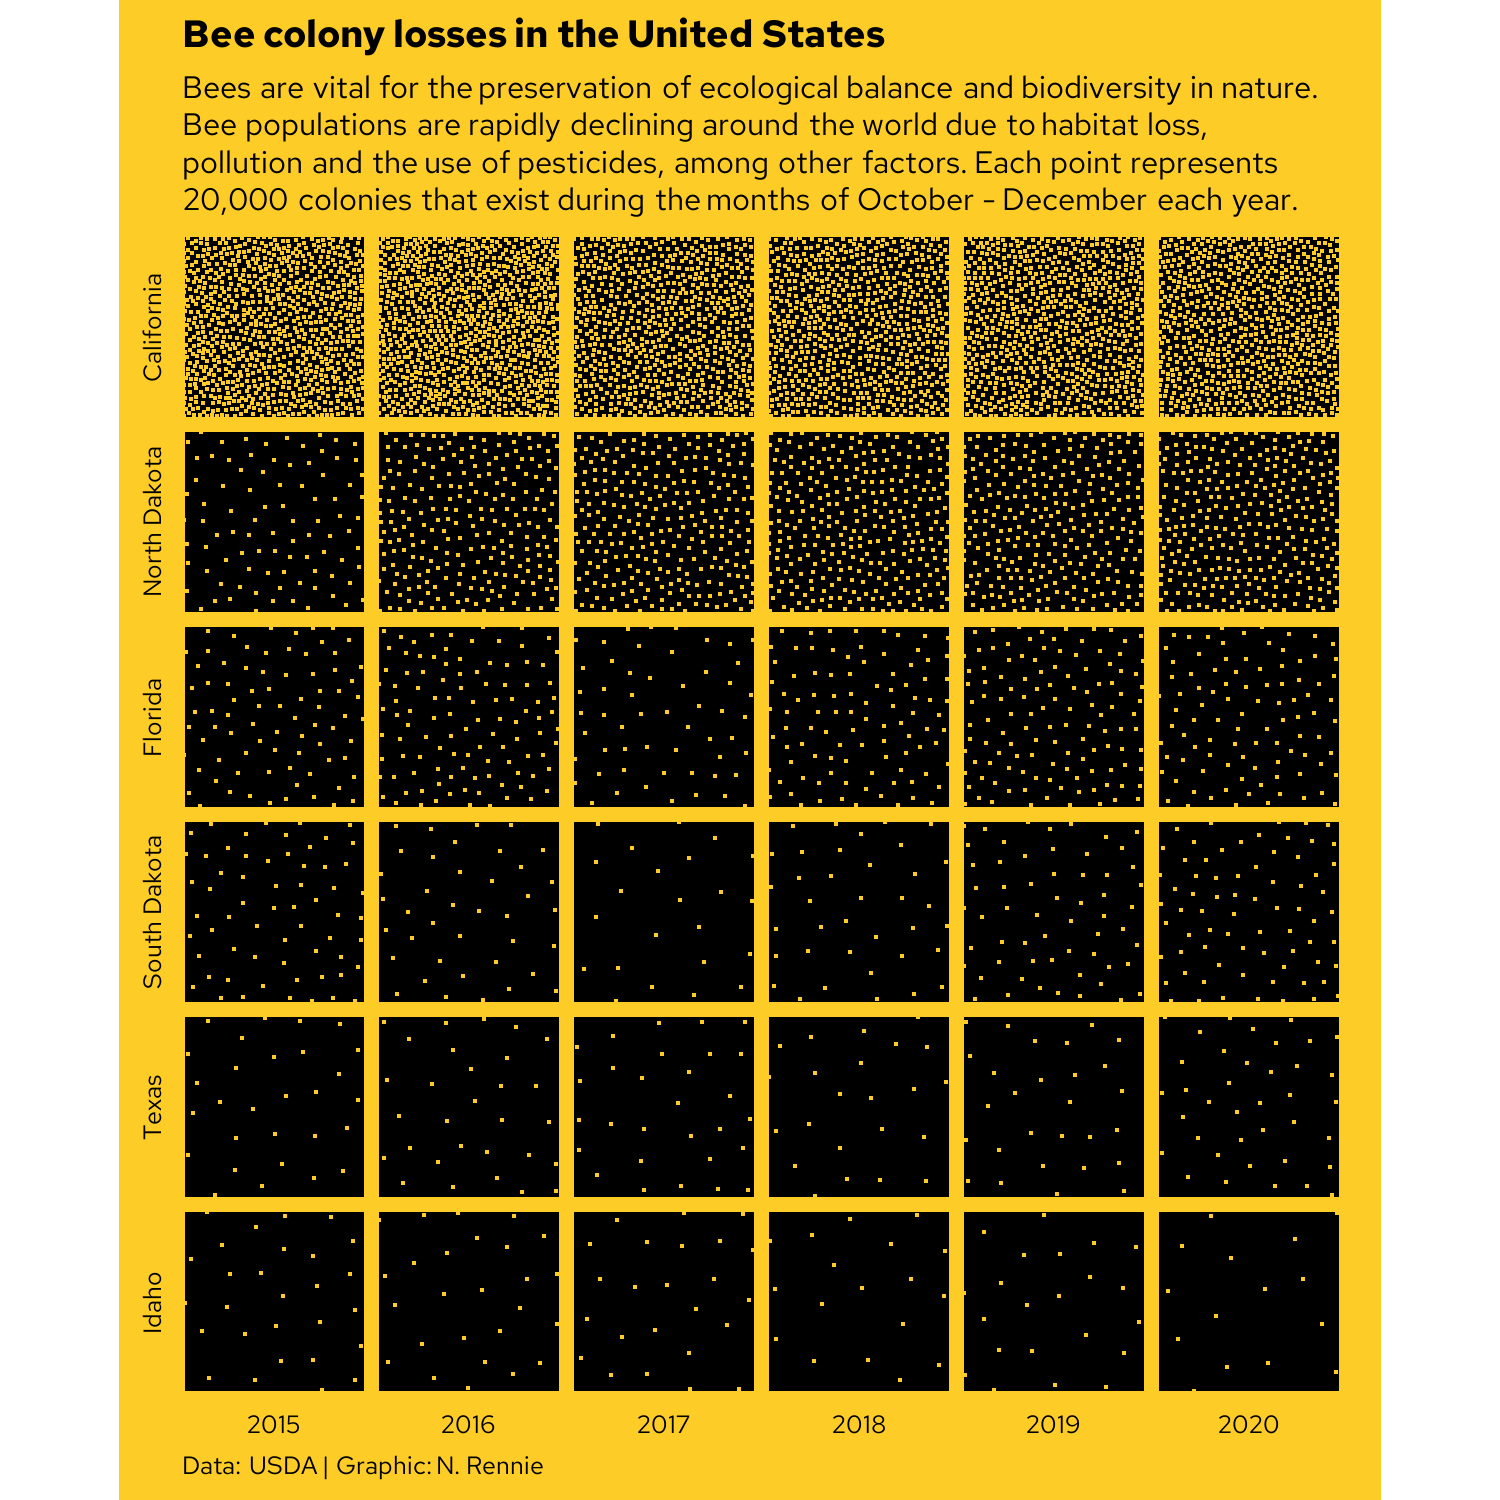 Bee colony losses in the United States
Bees are vital for the preservation of ecological balance and biodiversity in nature.
Bee populations are rapidly declining around the world due to habitat loss,
pollution and the use of pesticides, among other factors. Each point represents
20,000 colonies that exist during the months of October - December each year.
California
North Dakota
Florida
South Dakota
Texas
Idaho
2015 2016 2017 2018 2019 2020
Data: USDA | Graphic: N. Rennie